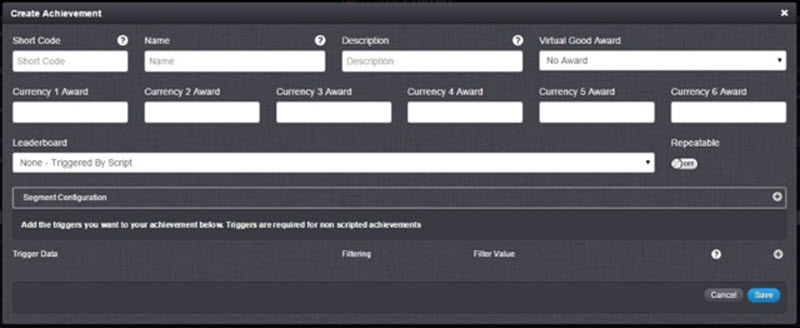 Create Achievement
Short Code Name Description Virtual Good Award
Short Code Name Description No Award
Currency 1 Award Currency 2 Award Currency 3 Award Currency 4 Award Currency 5 Award Currency 6 Award
Leaderboard Repeatable
None - Triggered By Script OFF
Segment Configuration
Add the triggers you want to your achievement below. Triggers are required for non scripted achievements
Trigger Data Filtering Filter Value
Cancel Save